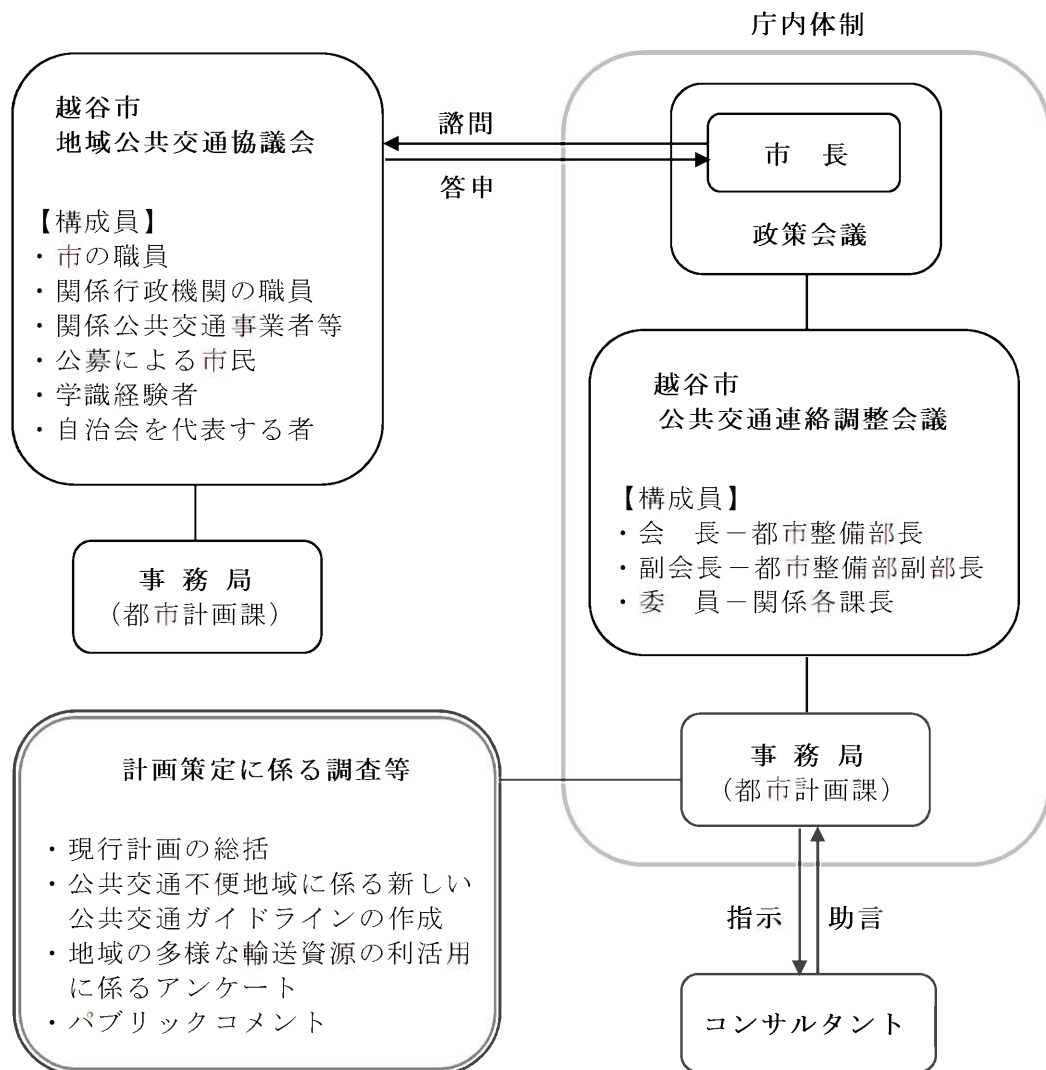 庁内体制
越谷市
地域公共交通協議会
【構成員】
・市の職員
・関係行政機関の職員
・関係公共交通事業者等
・公募による市民
・学識経験者
・自治会を代表する者
諮問
答申
市　長
政策会議
越谷市
公共交通連絡調整会議
【構成員】
・会　長－都市整備部長
・副会長－都市整備部副部長
・委　員－関係各課長
事 務 局
（都市計画課）
事 務 局
（都市計画課）
計画策定に係る調査等
・現行計画の総括
・公共交通不便地域に係る新しい
公共交通ガイドラインの作成
・地域の多様な輸送資源の利活用
に係るアンケート
・パブリックコメント
指示
助言
コンサルタント